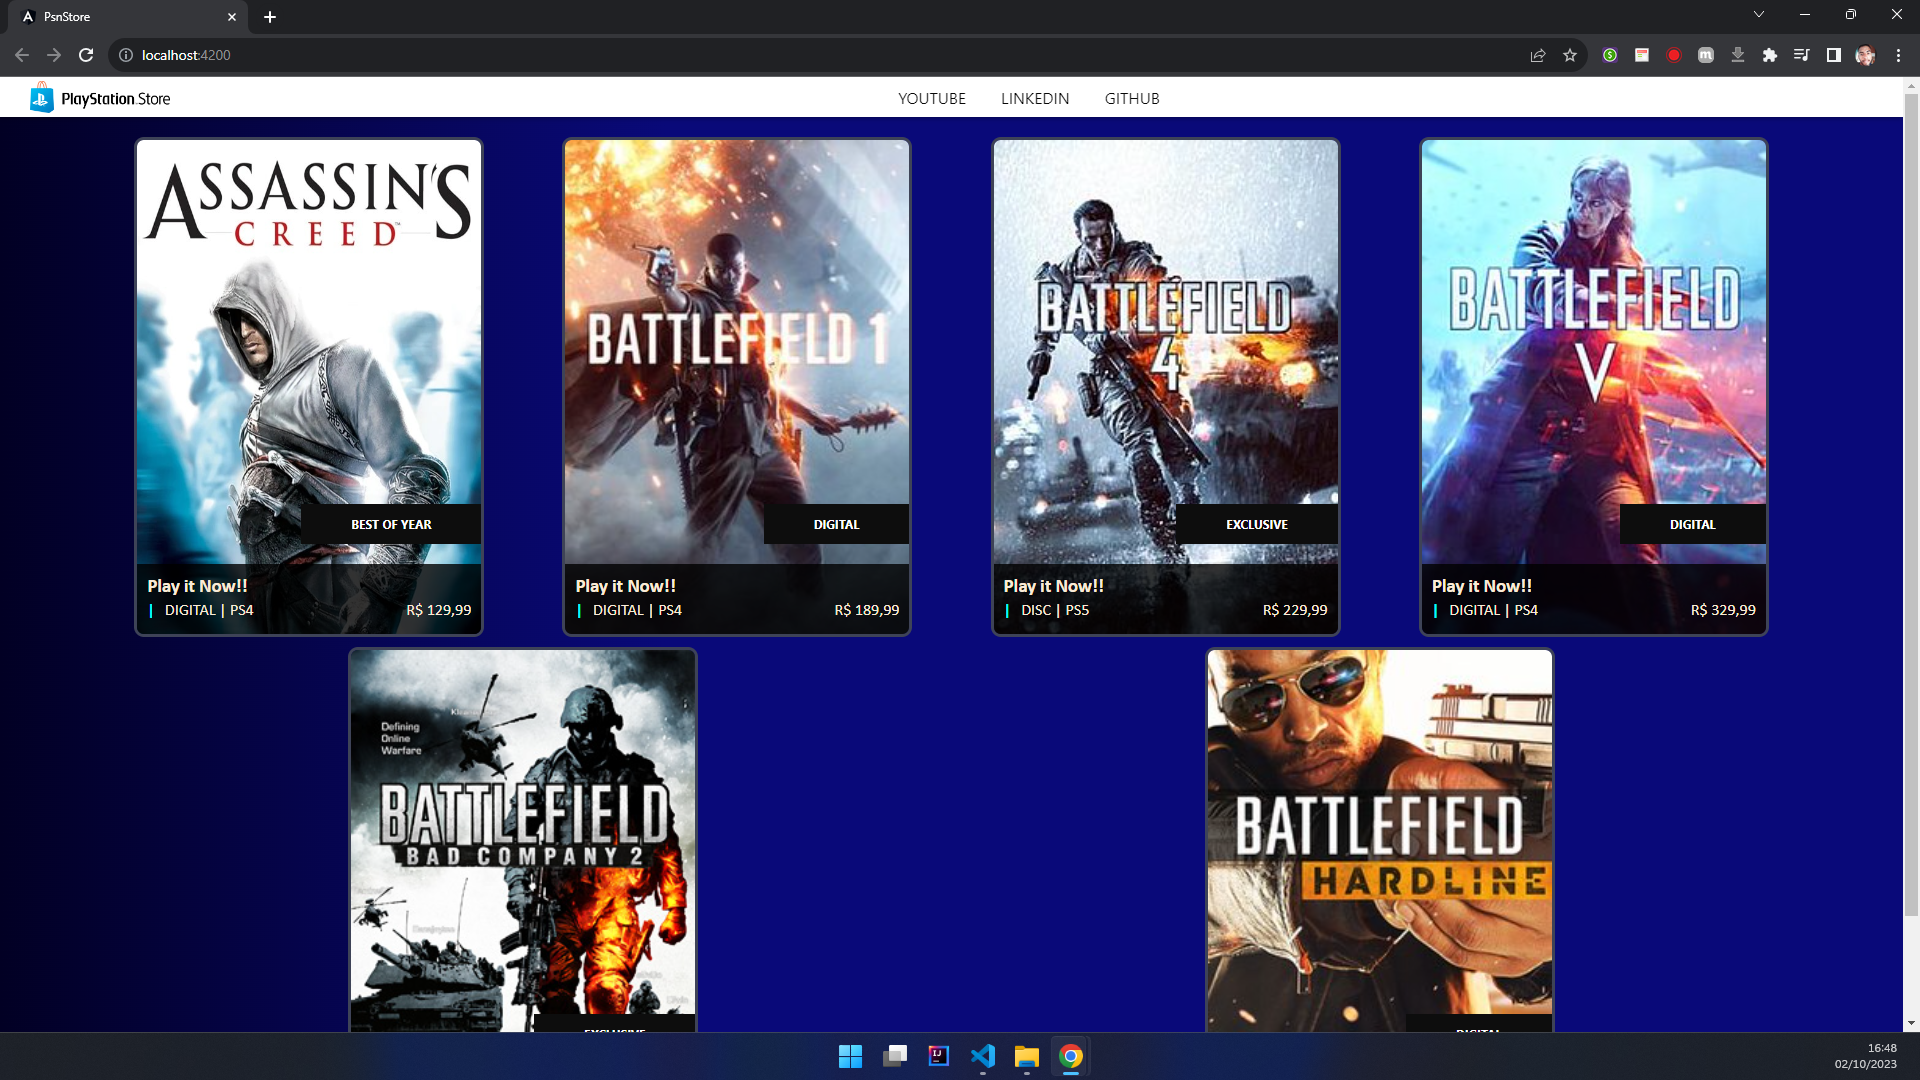 PsnStore
localhost:4200
PlayStation.Store
YOUTUBE
LINKEDIN
GITHUB
ASSASSIN'S
CREED™
BEST OF YEAR
Play it Now!!
| DIGITAL | PS4
R$ 129,99
BATTLEFIELD 1
DIGITAL
Play it Now!!
| DIGITAL | PS4
R$ 189,99
BATTLEFIELD
4
EXCLUSIVE
Play it Now!!
| DISC | PS5
R$ 229,99
BATTLEFIELD
V
DIGITAL
Play it Now!!
| DIGITAL | PS4
R$ 329,99
Defining
Online
Warfare
BATTLEFIELD
BAD COMPANY 2
EXCLUSIVE
BATTLEFIELD
HARDLINE
DIGITAL
16:48
02/10/2023